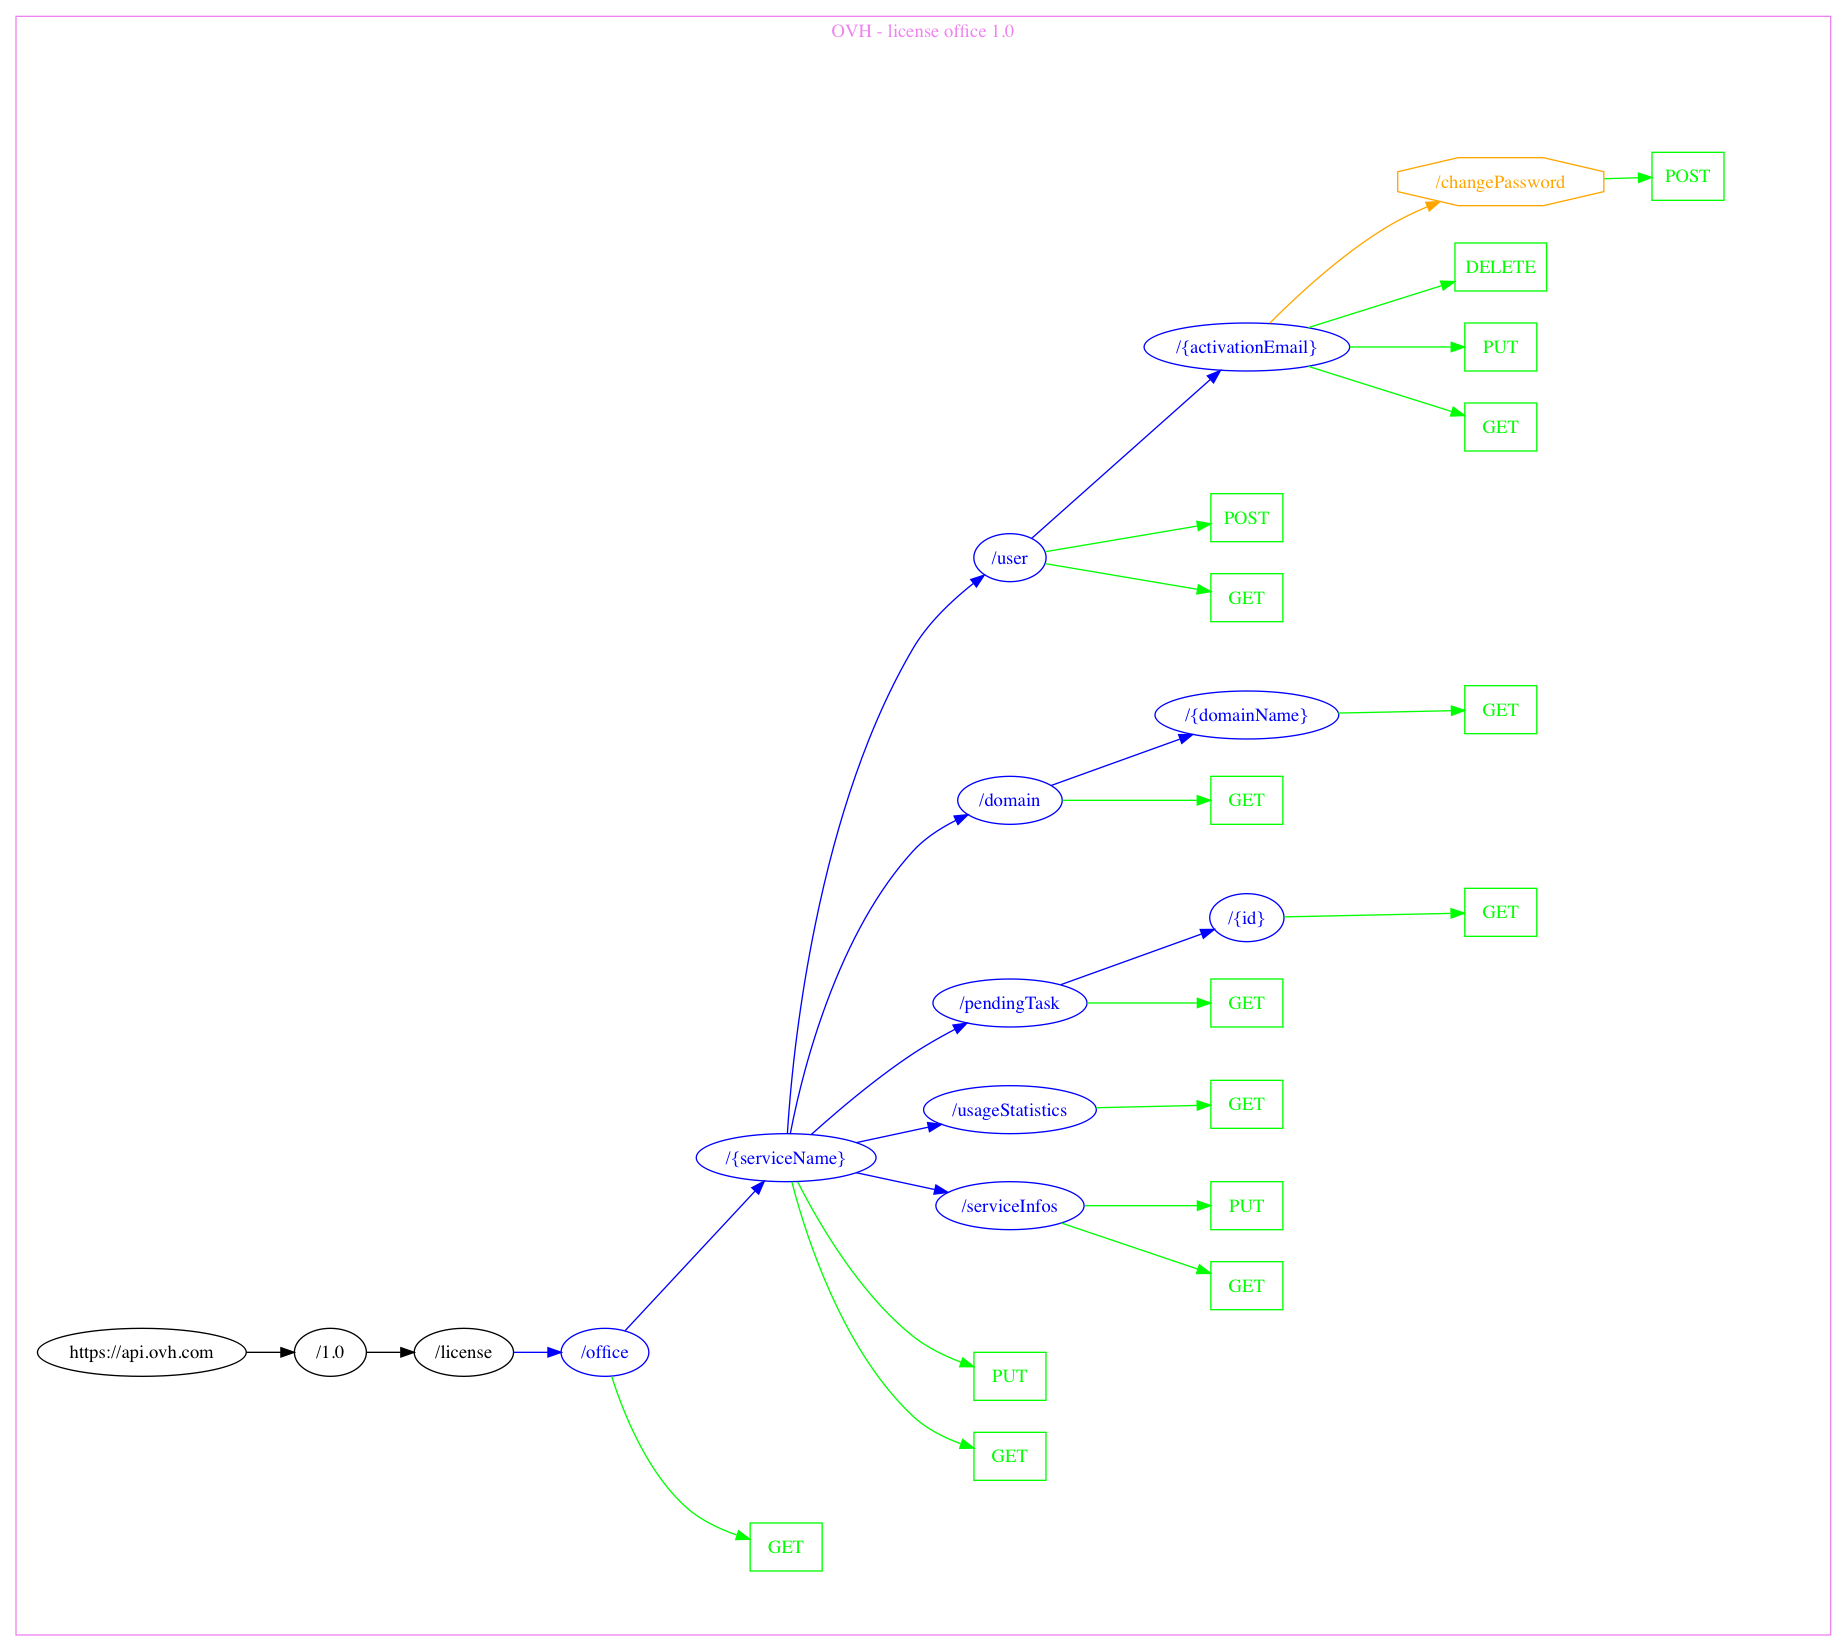 OVH - license office 1.0
/changePassword
POST
DELETE
/{activationEmail}
PUT
GET
POST
/user
GET
/{domainName}
GET
/domain
GET
/{id}
GET
/pendingTask
GET
/usageStatistics
GET
/{serviceName}
/serviceInfos
PUT
GET
https://api.ovh.com
/1.0
/license
/office
PUT
GET
GET